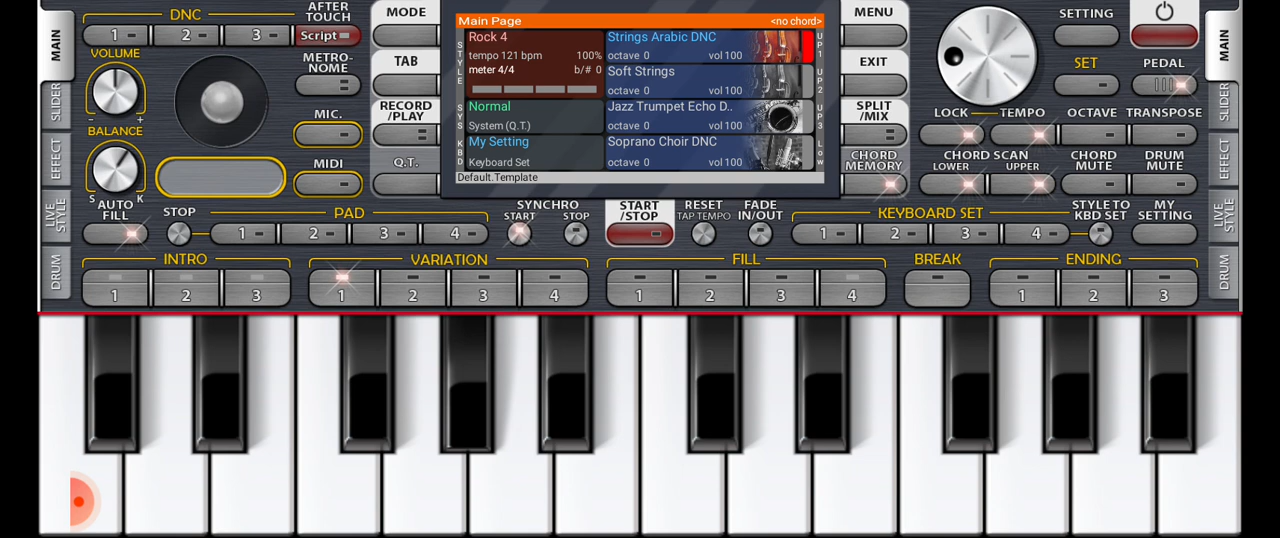 MAIN
SLIDER
EFFECT
LIVE STYLE
DRUM
DNC
1 2 3
AFTER
TOUCH
Script
VOLUME
- +
BALANCE
S K
METRO-
NOME
MIC.
MIDI
MODE
TAB
RECORD
/PLAY
Q.T.
Main Page <no chord>
STYLE
Rock 4
tempo 121 bpm 100%
meter 4/4 b/# 0
SYS
Normal
System (Q.T.)
KBD
My Setting
Keyboard Set
Strings Arabic DNC
octave 0 vol 100
UP1
Soft Strings
octave 0 vol 100
UP2
Jazz Trumpet Echo D..
octave 0 vol 100
UP3
Soprano Choir DNC
octave 0 vol 100
Low
Default.Template
MENU
EXIT
SPLIT
/MIX
CHORD
MEMORY
SETTING
SET
PEDAL
LOCK TEMPO OCTAVE TRANSPOSE
CHORD SCAN
LOWER UPPER
CHORD
MUTE
DRUM
MUTE
MAIN
SLIDER
EFFECT
LIVE STYLE
DRUM
AUTO
FILL
STOP
PAD
1 2 3 4
SYNCHRO
START STOP
START
/STOP
RESET
TAP TEMPO
FADE
IN/OUT
KEYBOARD SET
1 2 3 4
STYLE TO
KBD SET
MY
SETTING
INTRO
1 2 3
VARIATION
1 2 3 4
FILL
1 2 3 4
BREAK
ENDING
1 2 3